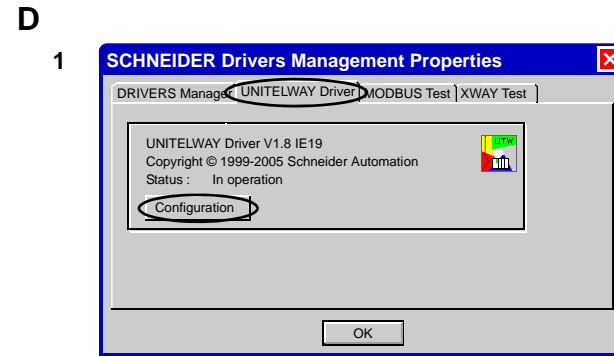 D
1
SCHNEIDER Drivers Management Properties
DRIVERS Manager UNITELWAY Driver MODBUS Test XWAY Test
UNITELWAY Driver V1.8 IE19
UTW
Copyright © 1999-2005 Schneider Automation
Status : In operation
Configuration
OK